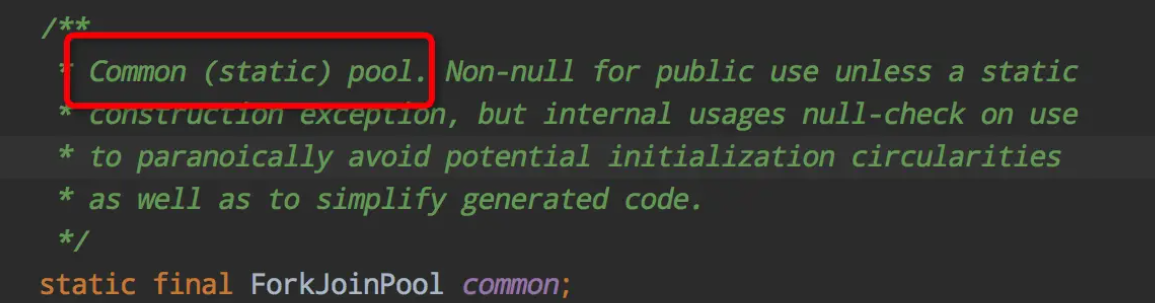 /**
* Common (static) pool. Non-null for public use unless a static
* construction exception, but internal usages null-check on use
* to paranoically avoid potential initialization circularities
* as well as to simplify generated code.
*/
static final ForkJoinPool common;